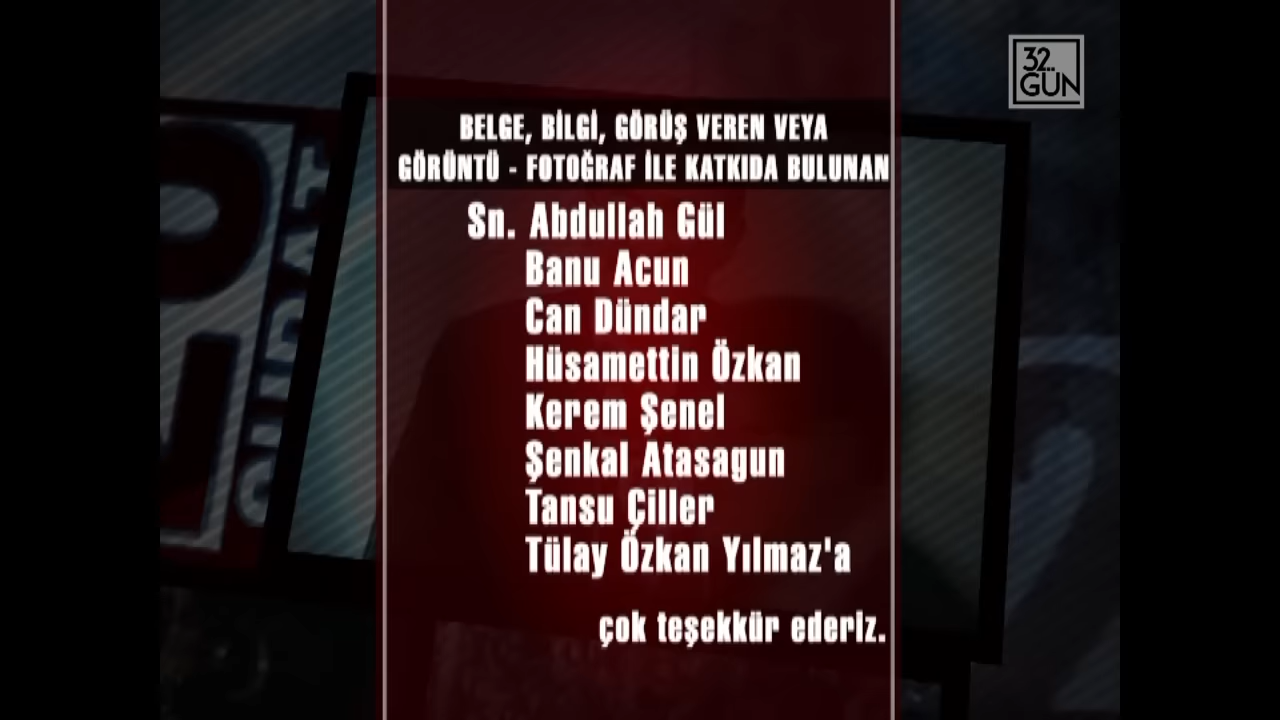 32.
GÜN
BELGE, BİLGİ, GÖRÜŞ VEREN VEYA
GÖRÜNTÜ - FOTOĞRAF İLE KATKIDA BULUNAN
Sn. Abdullah Gül
Banu Acun
Can Dündar
Hüsamettin Özkan
Kerem Şenel
Şenkal Atasagun
Tansu Çiller
Tülay Özkan Yılmaz'a
çok teşekkür ederiz.